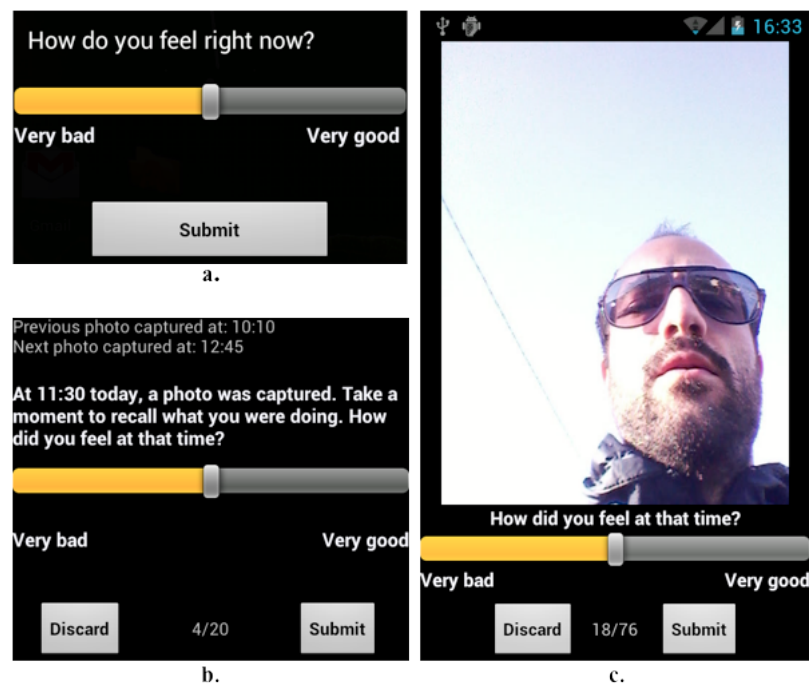 How do you feel right now?
Very bad Very good
Submit
a.
Previous photo captured at: 10:10
Next photo captured at: 12:45
At 11:30 today, a photo was captured. Take a
moment to recall what you were doing. How
did you feel at that time?
Very bad Very good
Discard 4/20 Submit
b.
16:33
How did you feel at that time?
Very bad Very good
Discard 18/76 Submit
c.